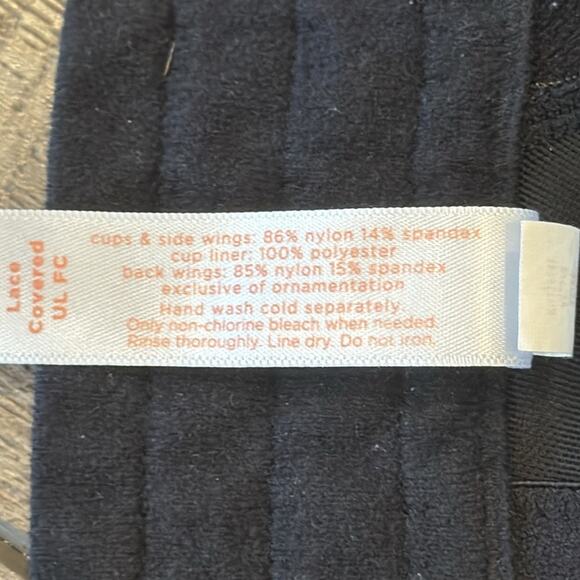 Lace
Covered
UL FC
cups & side wings: 86% nylon 14% spandex
cup liner: 100% polyester
back wings: 85% nylon 15% spandex
exclusive of ornamentation
Hand wash cold separately.
Only non-chlorine bleach when needed.
Rinse thoroughly. Line dry. Do not iron.